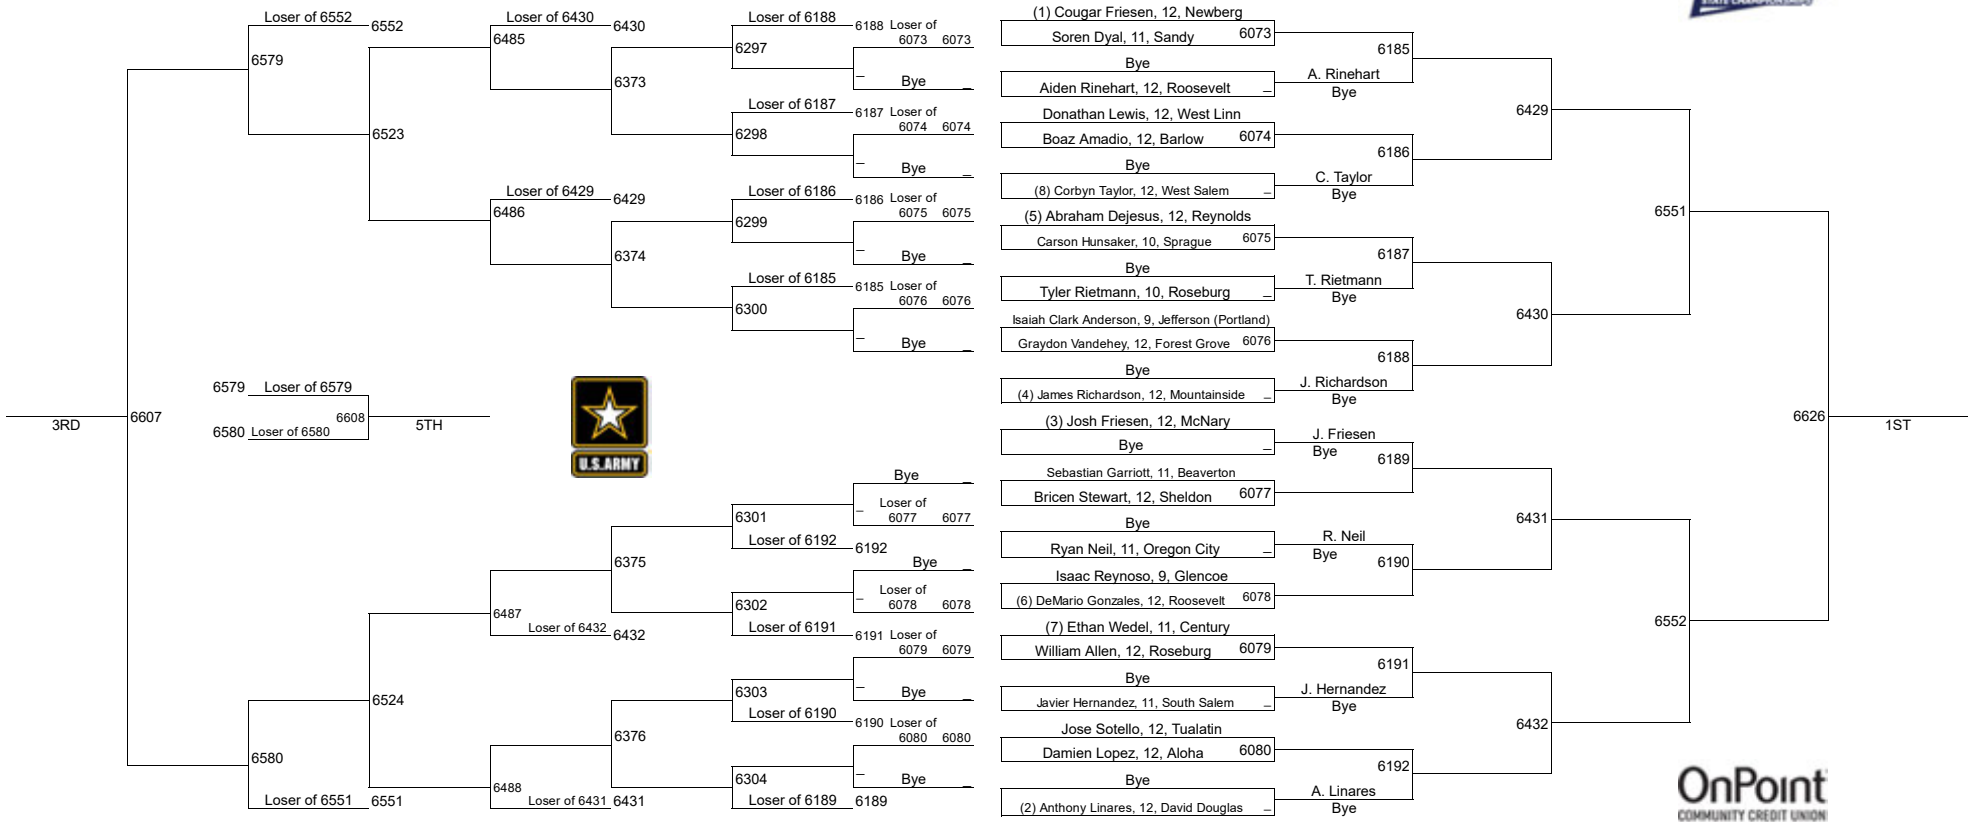 Loser of 6552
6552
6579
Loser of 6430
6430
6485
Loser of 6188
6188 Loser of
6073 6073
6297
Bye
6373
Loser of 6187
6187 Loser of
6074 6074
6298
Bye
6523
Loser of 6429
6429
6486
Loser of 6186
6186 Loser of
6075 6075
6299
Bye
6374
Loser of 6185
6185 Loser of
6076 6076
6300
Bye
6579 Loser of 6579
6608
6580 Loser of 6580
5TH
3RD
6607
U.S.ARMY
Bye
Loser of
6077 6077
6301
Loser of 6192
6192
Bye
6375
Loser of
6078 6078
6302
Loser of 6191
6191 Loser of
6079 6079
6487
Loser of 6432
6432
6303
Bye
Loser of 6190
6190 Loser of
6080 6080
6524
6376
6304
Bye
Loser of 6189
6189
6580
6488
Loser of 6431
6431
Loser of 6551
6551
(1) Cougar Friesen, 12, Newberg
Soren Dyal, 11, Sandy
6073
Bye
Aiden Rinehart, 12, Roosevelt
Donathan Lewis, 12, West Linn
Boaz Amadio, 12, Barlow
6074
Bye
(8) Corbyn Taylor, 12, West Salem
(5) Abraham Dejesus, 12, Reynolds
Carson Hunsaker, 10, Sprague
6075
Bye
Tyler Rietmann, 10, Roseburg
Isaiah Clark Anderson, 9, Jefferson (Portland)
Graydon Vandehey, 12, Forest Grove
6076
Bye
(4) James Richardson, 12, Mountainside
(3) Josh Friesen, 12, McNary
Bye
Sebastian Garriott, 11, Beaverton
Bricen Stewart, 12, Sheldon
6077
Bye
Ryan Neil, 11, Oregon City
Isaac Reynoso, 9, Glencoe
(6) DeMario Gonzales, 12, Roosevelt
6078
(7) Ethan Wedel, 11, Century
William Allen, 12, Roseburg
6079
Bye
Javier Hernandez, 11, South Salem
Jose Sotello, 12, Tualatin
Damien Lopez, 12, Aloha
6080
Bye
(2) Anthony Linares, 12, David Douglas
6185
A. Rinehart
Bye
6186
C. Taylor
Bye
6187
T. Rietmann
Bye
6188
J. Richardson
Bye
J. Friesen
Bye
6189
R. Neil
Bye
6190
6191
J. Hernandez
Bye
6192
A. Linares
Bye
6429
6430
6431
6432
6551
6552
6626
1ST
STATE CHAMPIONSHIPS
OnPoint
COMMUNITY CREDIT UNION